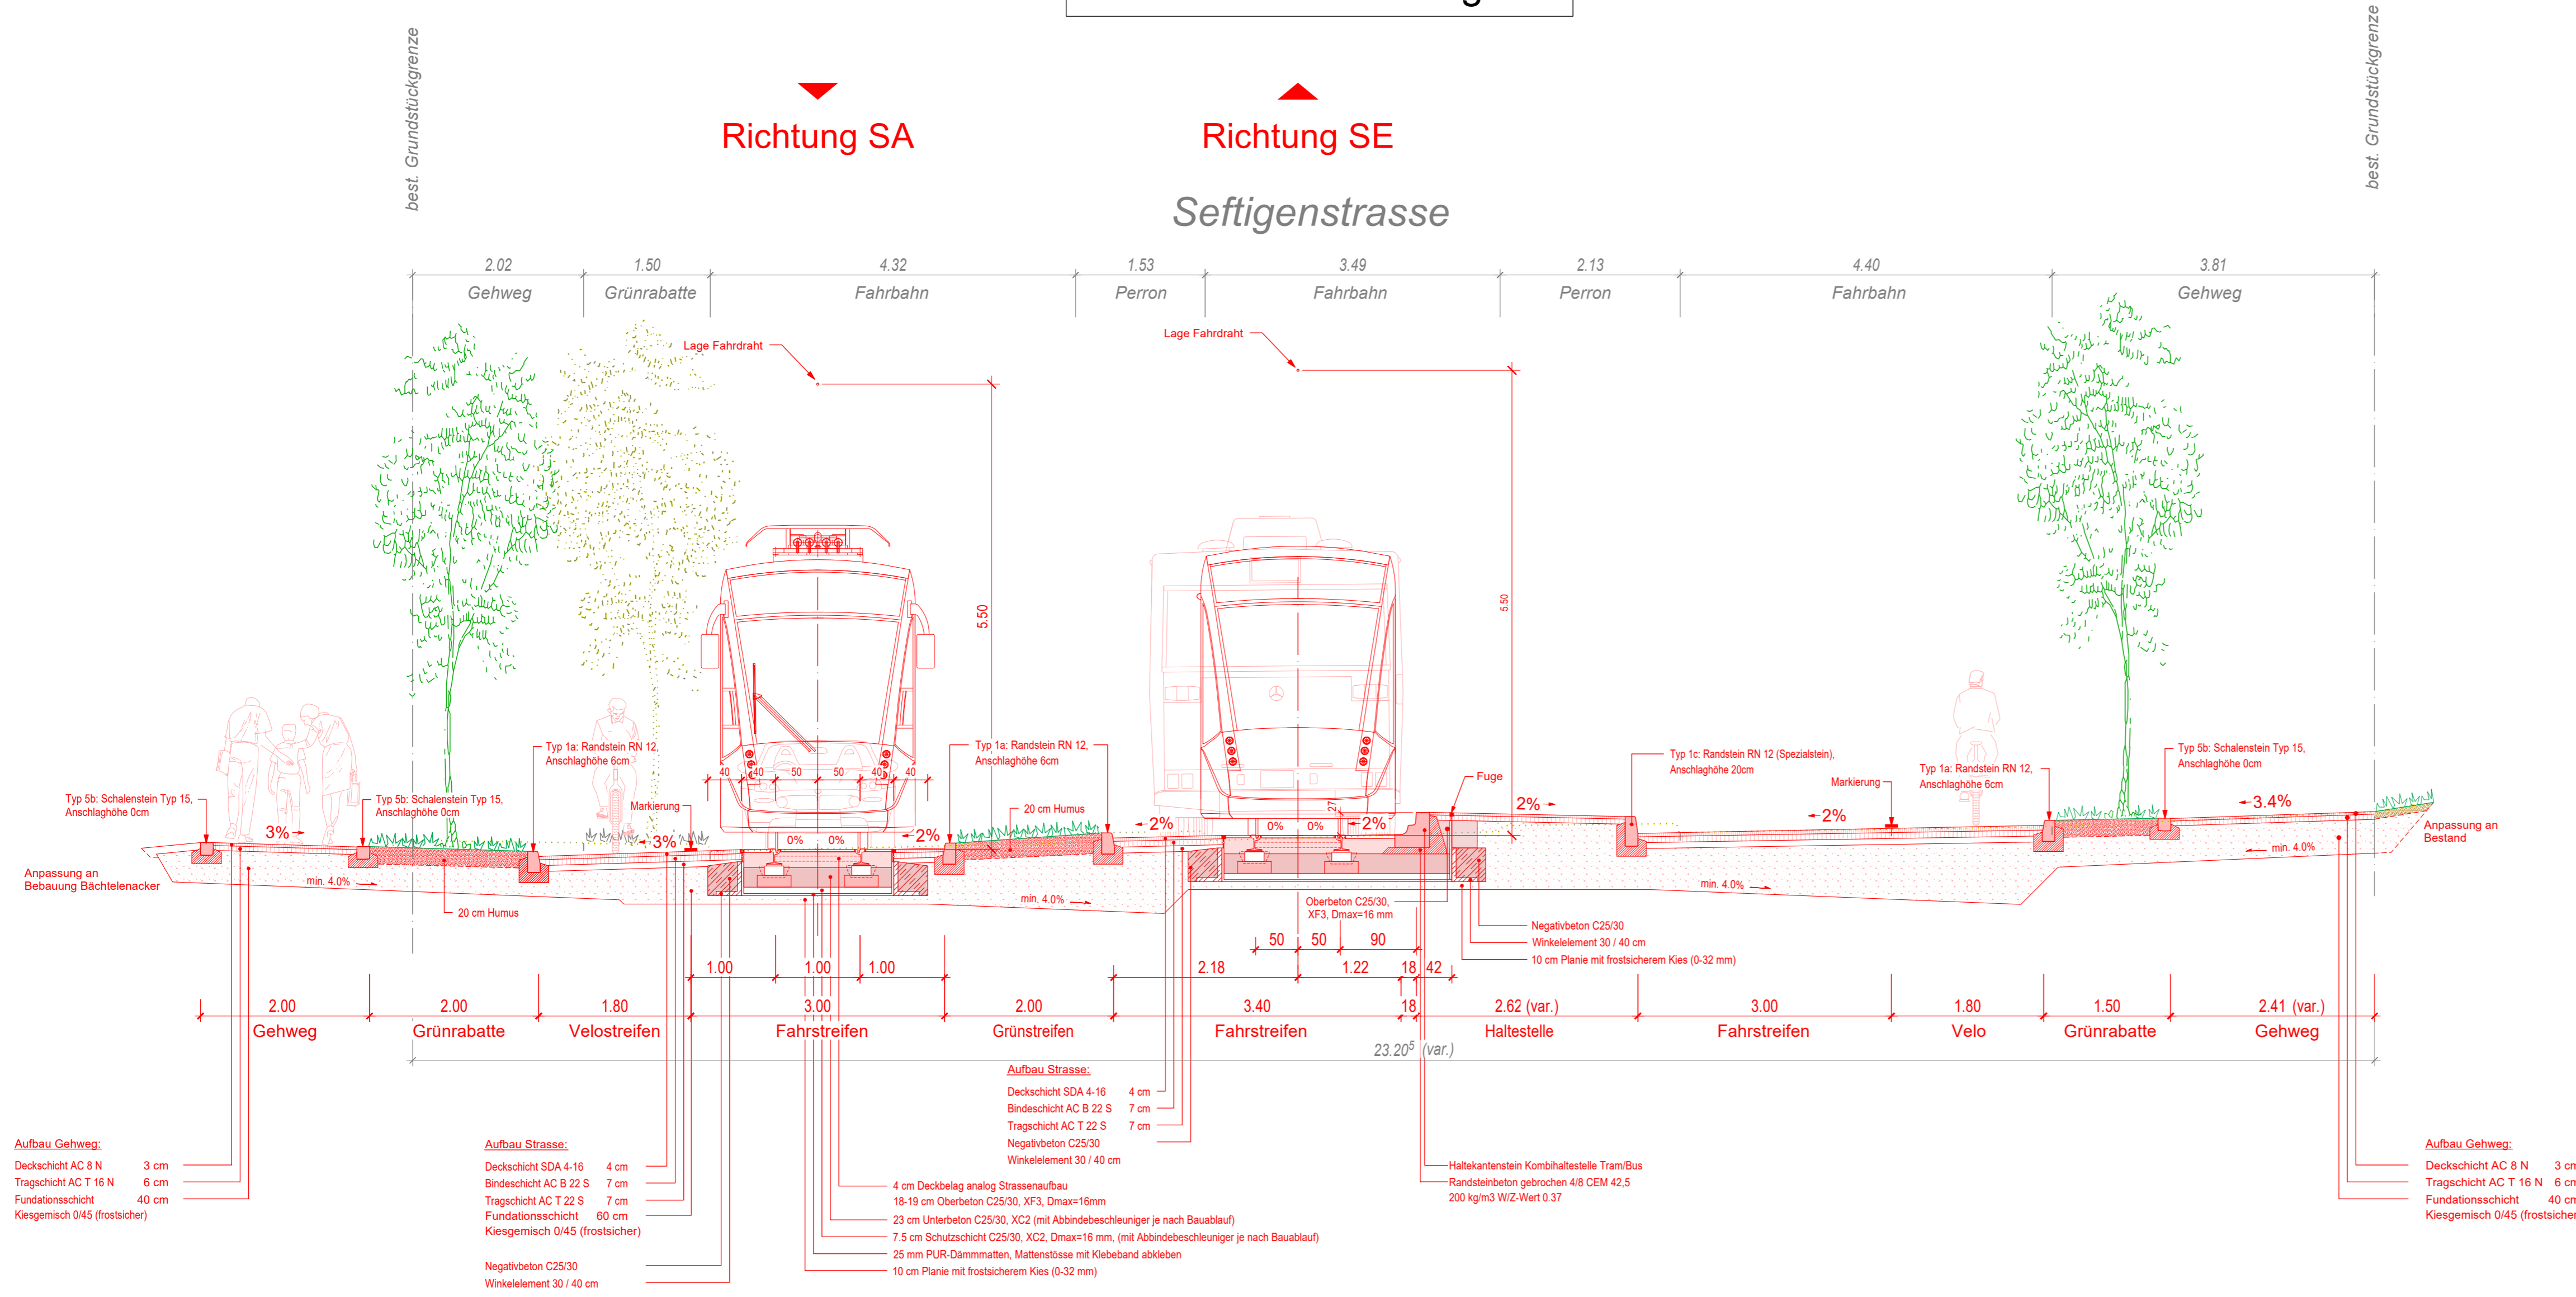 best. Grundstückgrenze
best. Grundstückgrenze
Richtung SA
Richtung SE
Seftigenstrasse
2.02
1.50
4.32
1.53
3.49
2.13
4.40
3.81
Gehweg
Grünrabatte
Fahrbahn
Perron
Fahrbahn
Perron
Fahrbahn
Gehweg
Lage Fahrdraht
Lage Fahrdraht
5.50
5.50
Typ 5b: Schalenstein Typ 15,
Anschlaghöhe 0cm
Typ 5b: Schalenstein Typ 15,
Anschlaghöhe 0cm
Typ 1a: Randstein RN 12,
Anschlaghöhe 6cm
Markierung
40
40
50
50
40
40
Typ 1a: Randstein RN 12,
Anschlaghöhe 6cm
20 cm Humus
Fuge
27
Typ 1c: Randstein RN 12 (Spezialstein),
Anschlaghöhe 20cm
Markierung
Typ 1a: Randstein RN 12,
Anschlaghöhe 6cm
Typ 5b: Schalenstein Typ 15,
Anschlaghöhe 0cm
3%
3%
0%
0%
2%
2%
0%
0%
2%
2%
2%
3.4%
Anpassung an
Bebauung Bächtelenacker
min. 4.0%
20 cm Humus
min. 4.0%
min. 4.0%
min. 4.0%
Anpassung an
Bestand
Oberbeton C25/30,
XF3, Dmax=16 mm
Negativbeton C25/30
Winkelelement 30 / 40 cm
10 cm Planie mit frostsicherem Kies (0-32 mm)
50
50
90
1.00
1.00
1.00
2.18
1.22
18
42
2.00
2.00
1.80
3.00
2.00
3.40
18
2.62 (var.)
3.00
1.80
1.50
2.41 (var.)
Gehweg
Grünrabatte
Velostreifen
Fahrstreifen
Grünstreifen
Fahrstreifen
Haltestelle
Fahrstreifen
Velo
Grünrabatte
Gehweg
23.20⁵ (var.)
Aufbau Gehweg:
Deckschicht AC 8 N 3 cm
Tragschicht AC T 16 N 6 cm
Fundationsschicht 40 cm
Kiesgemisch 0/45 (frostsicher)
Aufbau Strasse:
Deckschicht SDA 4-16 4 cm
Bindeschicht AC B 22 S 7 cm
Tragschicht AC T 22 S 7 cm
Fundationsschicht 60 cm
Kiesgemisch 0/45 (frostsicher)
Negativbeton C25/30
Winkelelement 30 / 40 cm
4 cm Deckbelag analog Strassenaufbau
18-19 cm Oberbeton C25/30, XF3, Dmax=16mm
23 cm Unterbeton C25/30, XC2 (mit Abbindebeschleuniger je nach Bauablauf)
7.5 cm Schutzschicht C25/30, XC2, Dmax=16 mm, (mit Abbindebeschleuniger je nach Bauablauf)
25 mm PUR-Dämmmatten, Mattenstösse mit Klebeband abkleben
10 cm Planie mit frostsicherem Kies (0-32 mm)
Aufbau Strasse:
Deckschicht SDA 4-16 4 cm
Bindeschicht AC B 22 S 7 cm
Tragschicht AC T 22 S 7 cm
Negativbeton C25/30
Winkelelement 30 / 40 cm
Haltekantenstein Kombihaltestelle Tram/Bus
Randsteinbeton gebrochen 4/8 CEM 42,5
200 kg/m3 W/Z-Wert 0.37
Aufbau Gehweg:
Deckschicht AC 8 N 3 cm
Tragschicht AC T 16 N 6 cm
Fundationsschicht 40 cm
Kiesgemisch 0/45 (frostsicher